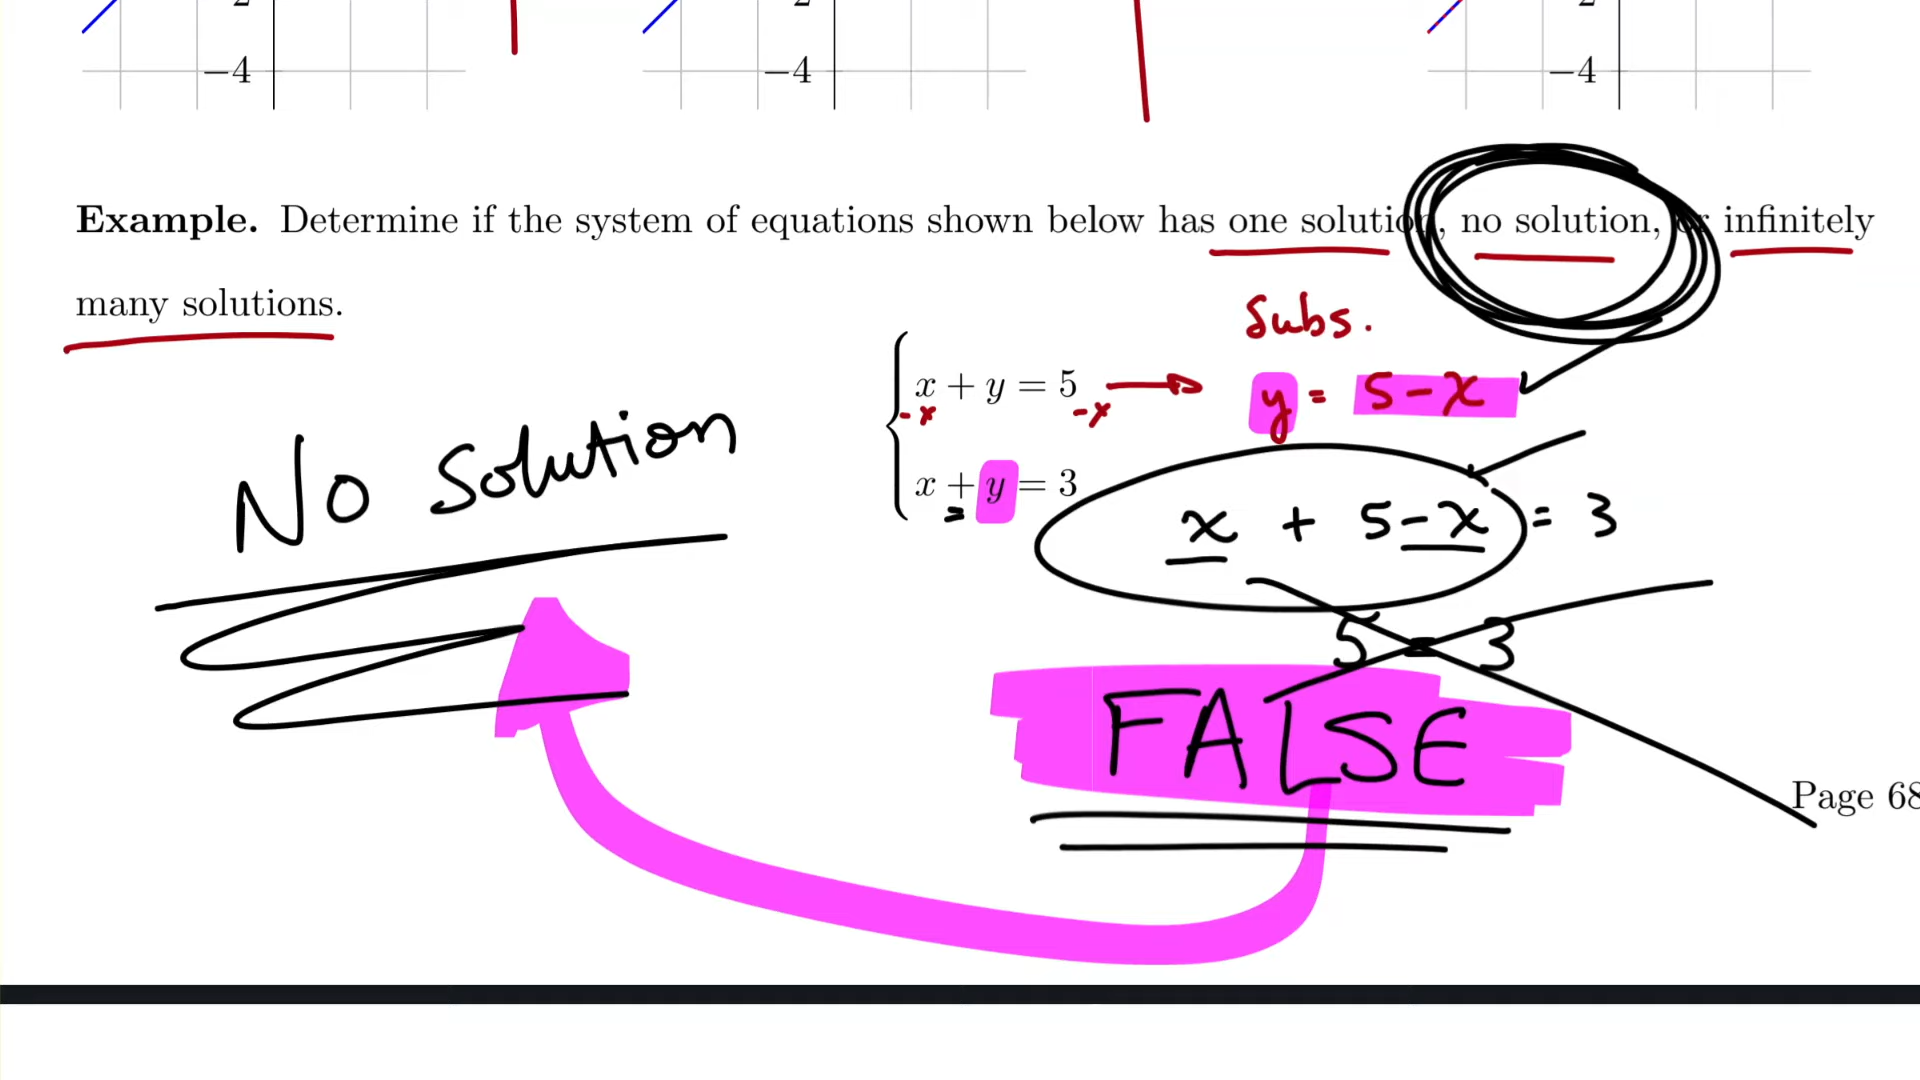 −4 −4 −4
Example. Determine if the system of equations shown below has one solution, no solution, or infinitely
many solutions.
Subs.
x + y = 5 y = 5-x
-x -x
x + y = 3
No Solution
x + 5-x = 3
5 = 3
FALSE
Page 68